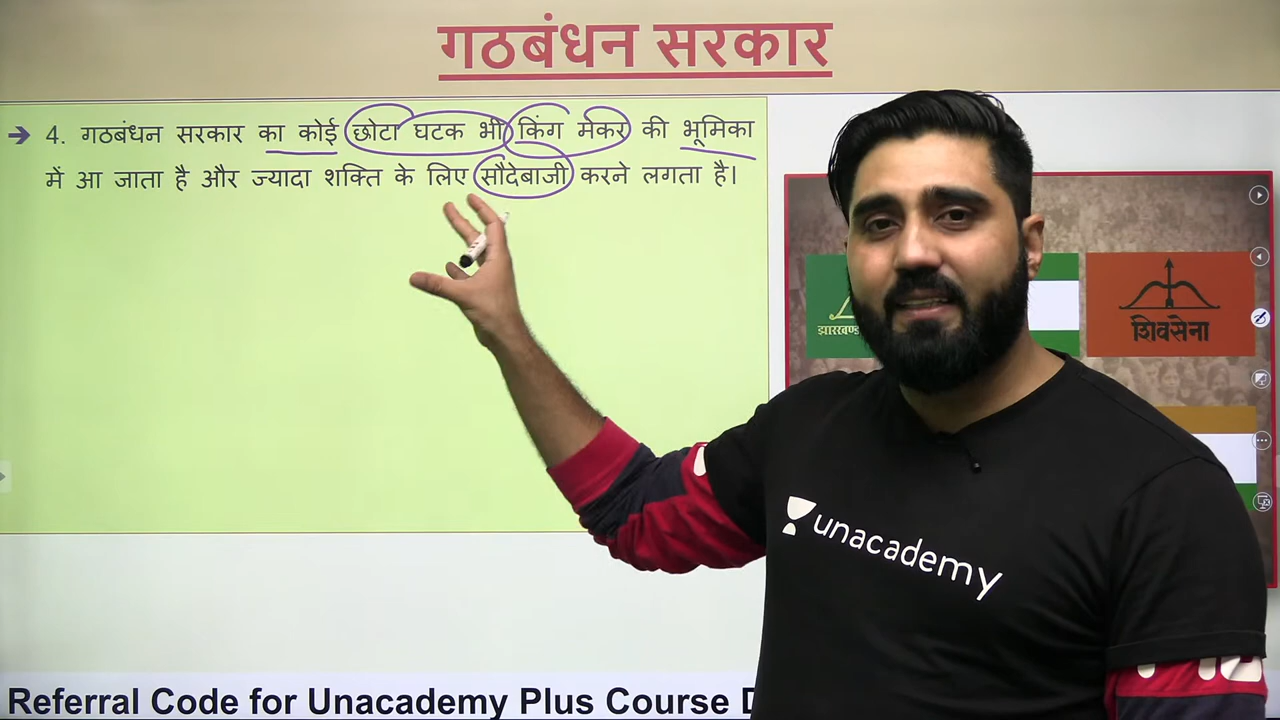 गठबंधन सरकार
➔ 4. गठबंधन सरकार का कोई छोटा घटक भी किंग मेकर की भूमिका
में आ जाता है और ज्यादा शक्ति के लिए सौदेबाजी करने लगता है।
झारखण्ड
शिवसेना
unacademy
Referral Code for Unacademy Plus Course